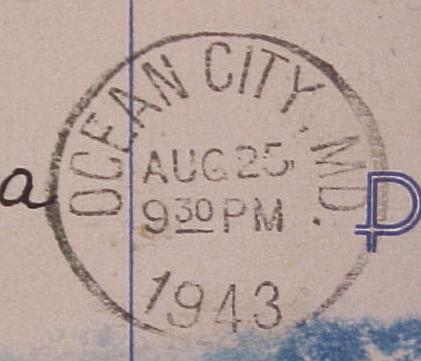 OCEAN CITY, MD.
AUG 25
9 30 PM
1943
a
P